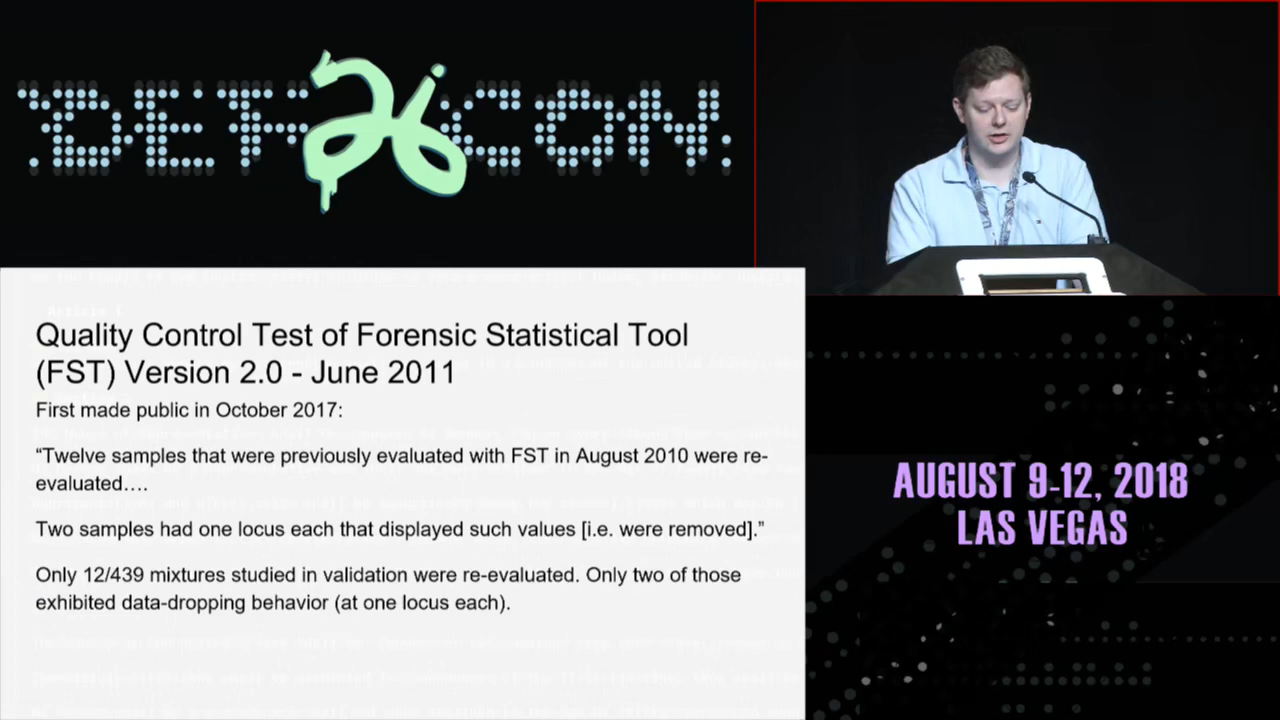 DEF CON
26
Quality Control Test of Forensic Statistical Tool
(FST) Version 2.0 - June 2011
First made public in October 2017:
“Twelve samples that were previously evaluated with FST in August 2010 were re-
evaluated….
Two samples had one locus each that displayed such values [i.e. were removed].”
Only 12/439 mixtures studied in validation were re-evaluated. Only two of those
exhibited data-dropping behavior (at one locus each).
AUGUST 9-12, 2018
LAS VEGAS